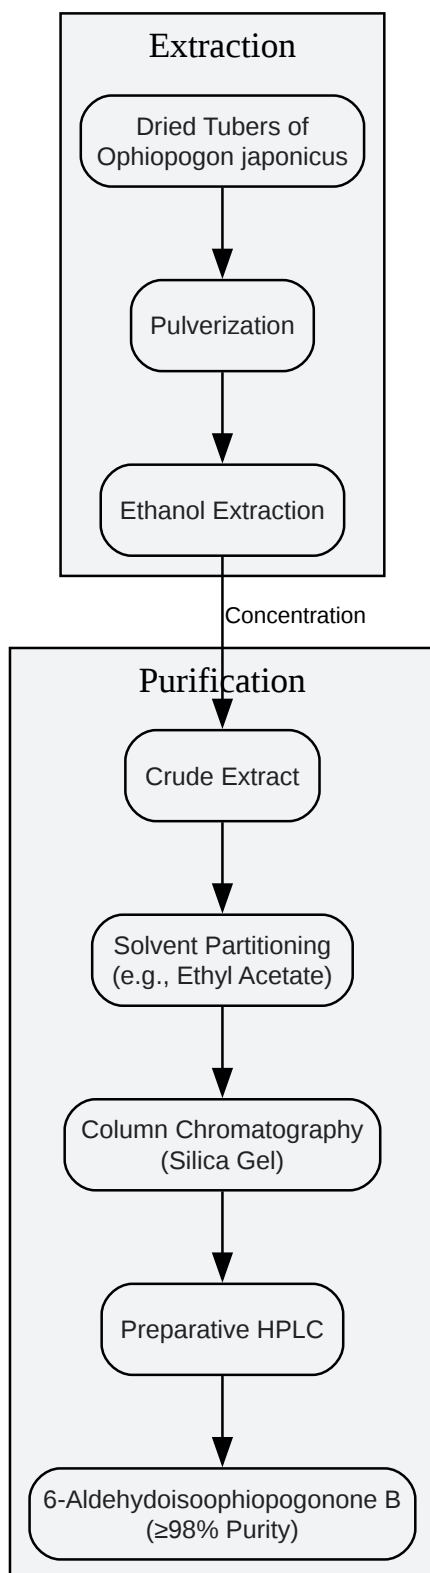 Extraction
Dried Tubers of
Ophiopogon japonicus
Pulverization
Ethanol Extraction
Concentration
Purification
Crude Extract
Solvent Partitioning
(e.g., Ethyl Acetate)
Column Chromatography
(Silica Gel)
Preparative HPLC
6-Aldehydoisoophiopogonone B
(≥98% Purity)